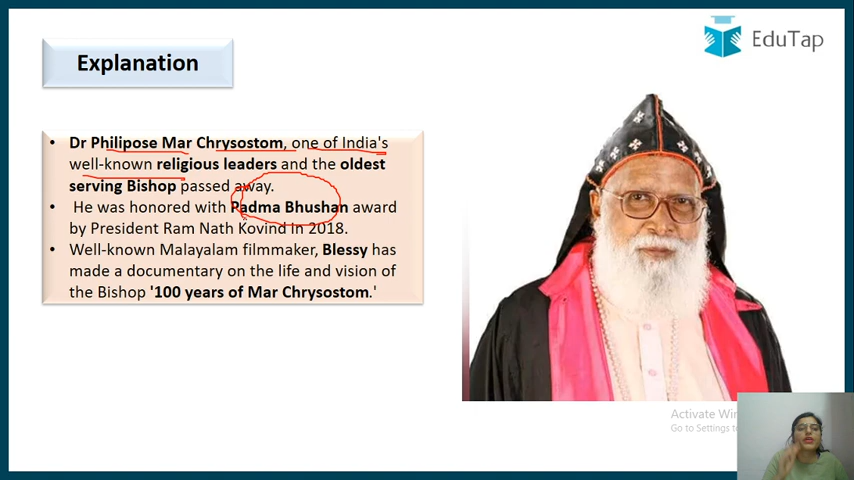 Explanation
EduTap
• Dr Philipose Mar Chrysostom, one of India's
well-known religious leaders and the oldest
serving Bishop passed away.
• He was honored with Padma Bhushan award
by President Ram Nath Kovind in 2018.
• Well-known Malayalam filmmaker, Blessy has
made a documentary on the life and vision of
the Bishop '100 years of Mar Chrysostom.'
Activate Win
Go to Settings to